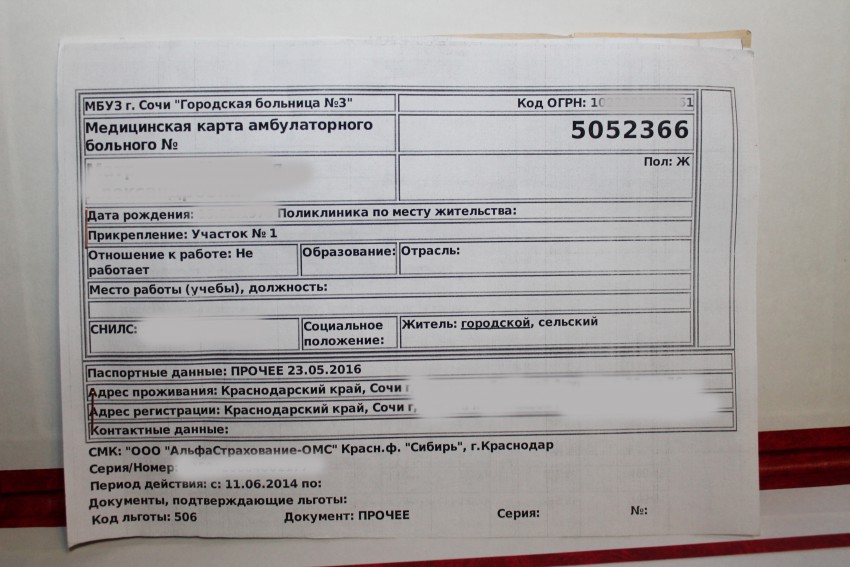 МБУЗ г. Сочи "Городская больница №3"
Код ОГРН: 10 51
Медицинская карта амбулаторного
больного №
5052366
Пол: Ж
Дата рождения: Поликлиника по месту жительства:
Прикрепление: Участок № 1
Отношение к работе: Не
работает
Образование:
Отрасль:
Место работы (учебы), должность:
СНИЛС:
Социальное
положение:
Житель: городской, сельский
Паспортные данные: ПРОЧЕЕ 23.05.2016
Адрес проживания: Краснодарский край, Сочи г
Адрес регистрации: Краснодарский край, Сочи г,
Контактные данные:
СМК: "ООО "АльфаСтрахование-ОМС" Красн.ф. "Сибирь", г.Краснодар
Серия/Номер:
Период действия: с: 11.06.2014 по:
Документы, подтверждающие льготы:
Код льготы: 506 Документ: ПРОЧЕЕ Серия: №: